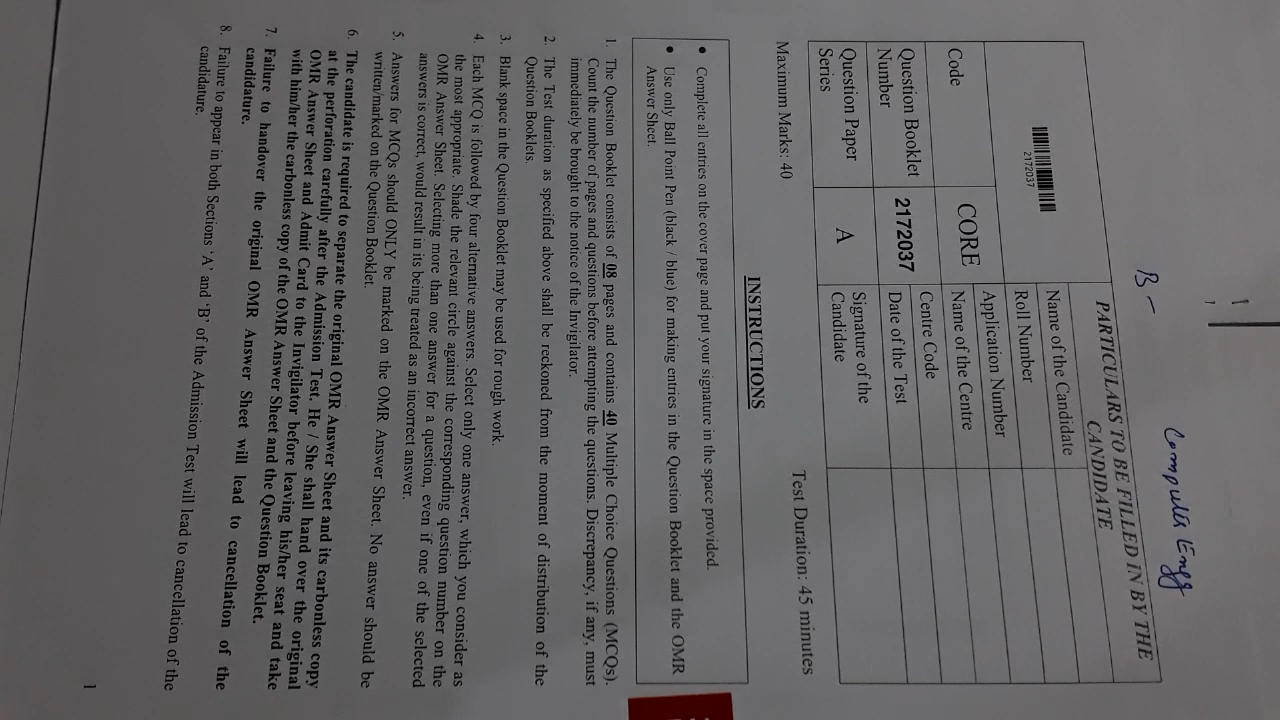 B -
Computer Engg
PARTICULARS TO BE FILLED IN BY THE
CANDIDATE
2172037
Name of the Candidate
Roll Number
Application Number
Code
CORE
Name of the Centre
Centre Code
Question Booklet
Number
2172037
Date of the Test
Question Paper
Series
A
Signature of the
Candidate
Maximum Marks: 40
Test Duration: 45 minutes
INSTRUCTIONS
• Complete all entries on the cover page and put your signature in the space provided.
• Use only Ball Point Pen (black / blue) for making entries in the Question Booklet and the OMR
Answer Sheet.
1. The Question Booklet consists of 08 pages and contains 40 Multiple Choice Questions (MCQs).
Count the number of pages and questions before attempting the questions. Discrepancy, if any, must
immediately be brought to the notice of the Invigilator.
2. The Test duration as specified above shall be reckoned from the moment of distribution of the
Question Booklets.
3. Blank space in the Question Booklet may be used for rough work.
4. Each MCQ is followed by four alternative answers. Select only one answer, which you consider as
the most appropriate. Shade the relevant circle against the corresponding question number on the
OMR Answer Sheet. Selecting more than one answer for a question, even if one of the selected
answers is correct, would result in its being treated as an incorrect answer.
5. Answers for MCQs should ONLY be marked on the OMR Answer Sheet. No answer should be
written/marked on the Question Booklet.
6. The candidate is required to separate the original OMR Answer Sheet and its carbonless copy
at the perforation carefully after the Admission Test. He / She shall hand over the original
OMR Answer Sheet and Admit Card to the Invigilator before leaving his/her seat and take
with him/her the carbonless copy of the OMR Answer Sheet and the Question Booklet.
7. Failure to handover the original OMR Answer Sheet will lead to cancellation of the
candidature.
8. Failure to appear in both Sections 'A' and 'B' of the Admission Test will lead to cancellation of the
candidature.
1